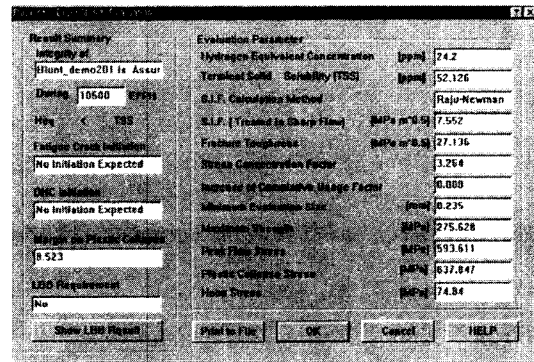 Result Summary
Integrity of
Blunt_demo201 is Assur
During 10600 EFPH
Heq < TSS
Fatigue Crack Initiation
No Initiation Expected
DHC Initiation
No Initiation Expected
Margin on Plastic Collapse
8.523
LBB Requirement
No
Show LBB Result
Evaluation Parameter
Hydrogen Equivalent Concentration [ppm] 24.2
Terminal Solid Solubility (TSS) [ppm] 52.126
S.I.F. Calculation Method Raju-Newman
S.I.F. (Treated in Sharp Flaw) [MPa m^0.5] 7.552
Fracture Toughness [MPa m^0.5] 27.136
Stress Concentration Factor 3.264
Increase of Cumulative Usage Factor 0.000
Minimum Evaluation Size [mm] 0.235
Maximum Strength [MPa] 275.628
Peak Flaw Stress [MPa] 593.611
Plastic Collapse Stress [MPa] 637.847
Hoop Stress [MPa] 74.84
Print to File
OK
Cancel
HELP